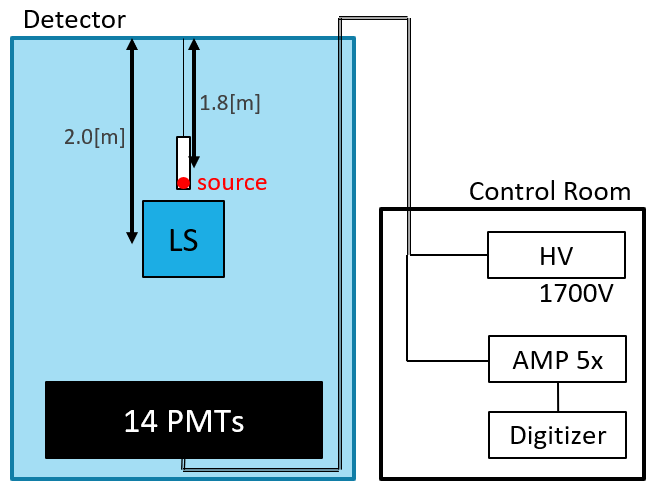 Detector
1.8[m]
2.0[m]
source
LS
14 PMTs
Control Room
HV
1700V
AMP 5x
Digitizer